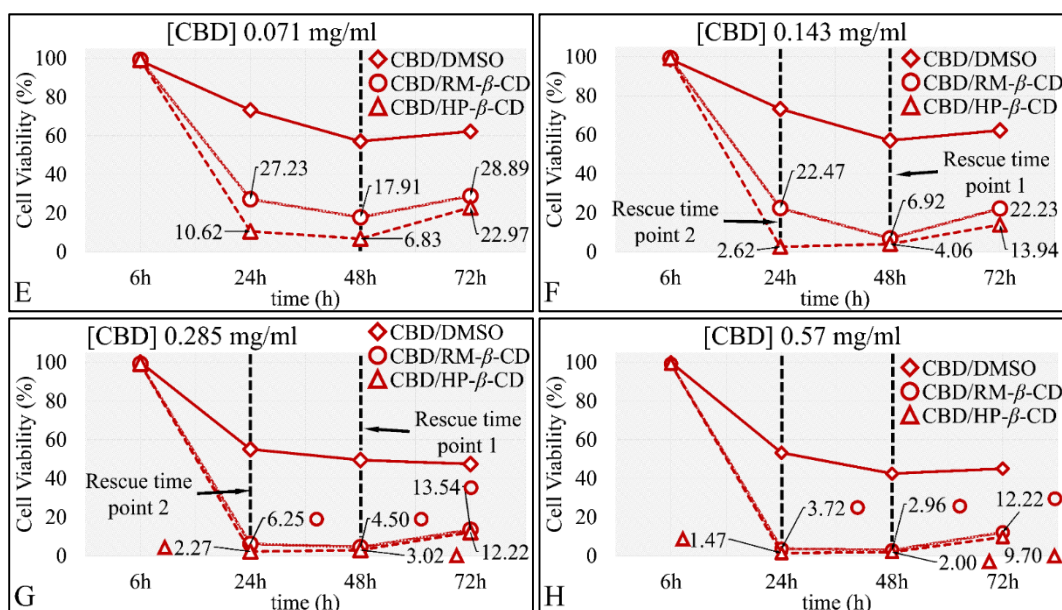 [CBD] 0.071 mg/ml
Cell Viability (%)
100
80
60
40
20
0
CBD/DMSO
CBD/RM-β-CD
CBD/HP-β-CD
27.23
17.91
28.89
10.62
6.83
22.97
6h 24h 48h 72h
time (h)
E
[CBD] 0.143 mg/ml
Cell Viability (%)
100
80
60
40
20
0
CBD/DMSO
CBD/RM-β-CD
CBD/HP-β-CD
22.47
Rescue time
point 1
6.92
22.23
Rescue time
point 2
2.62
4.06
13.94
6h 24h 48h 72h
time (h)
F
[CBD] 0.285 mg/ml
Cell Viability (%)
100
80
60
40
20
0
CBD/DMSO
CBD/RM-β-CD
CBD/HP-β-CD
Rescue time
point 1
Rescue time
point 2
13.54
6.25
4.50
2.27
3.02
12.22
6h 24h 48h 72h
time (h)
G
[CBD] 0.57 mg/ml
Cell Viability (%)
100
80
60
40
20
0
CBD/DMSO
CBD/RM-β-CD
CBD/HP-β-CD
3.72
2.96
12.22
1.47
2.00
9.70
6h 24h 48h 72h
time (h)
H